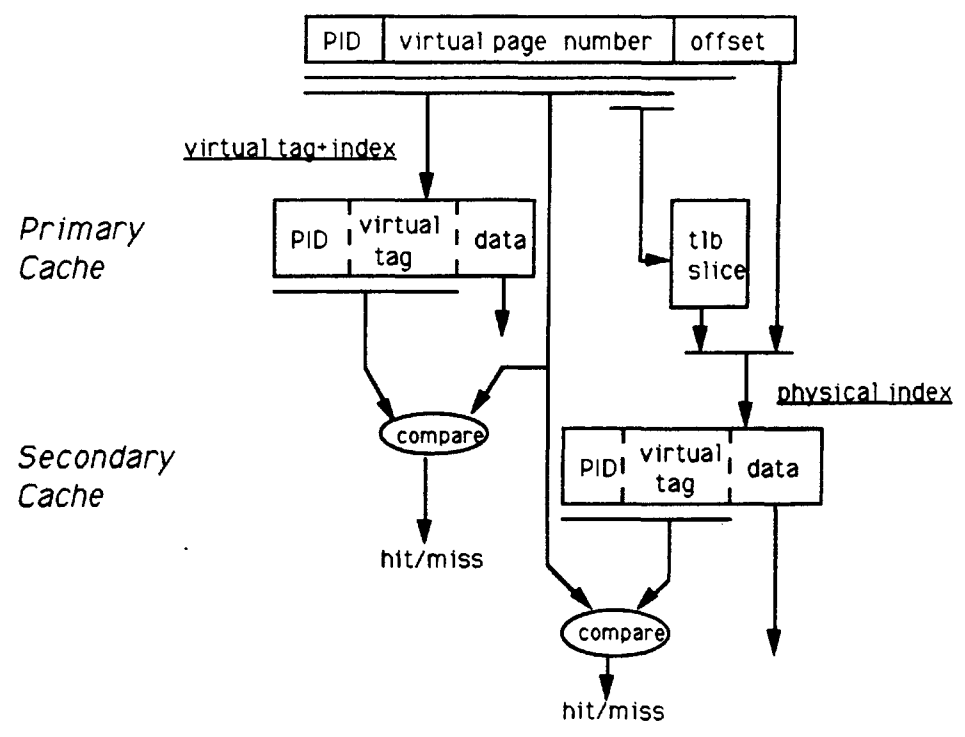 PID virtual page number offset
virtual tag+index
Primary
Cache
PID virtual
tag data
tlb
slice
compare
physical index
Secondary
Cache
PID virtual
tag data
hit/miss
compare
hit/miss